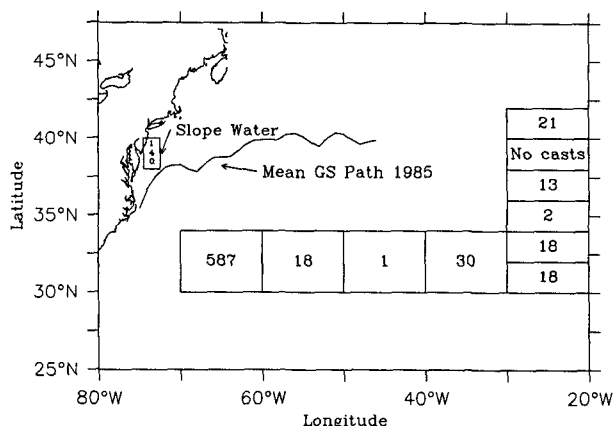 45°N
40°N
35°N
30°N
25°N
Latitude
80°W
60°W
40°W
20°W
Longitude
Slope Water
140
Mean GS Path 1985
21
No casts
13
2
18
18
587
18
1
30